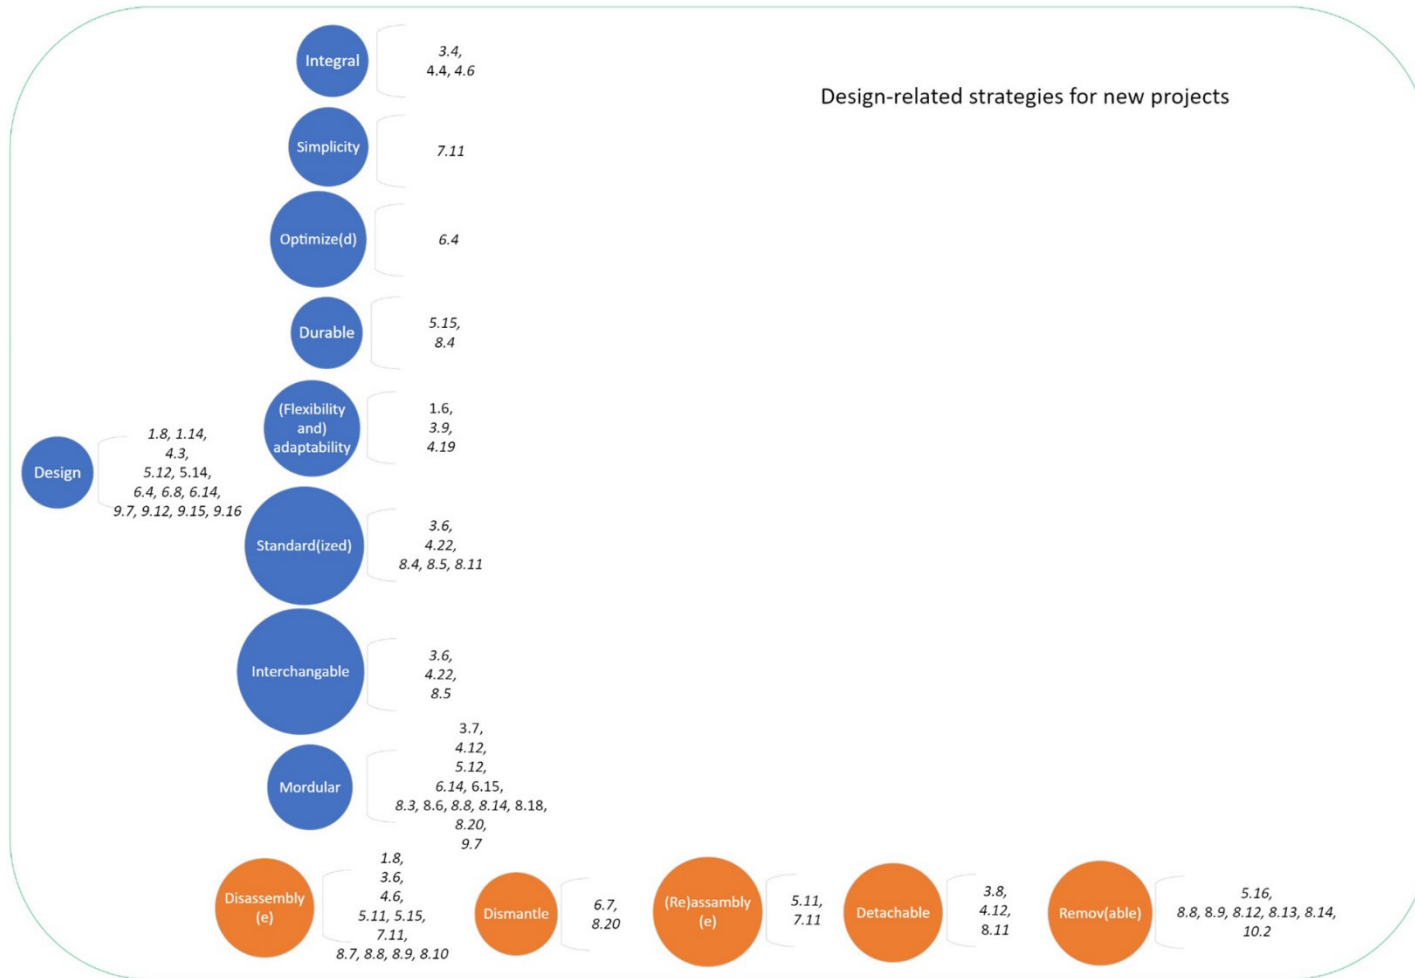 Design-related strategies for new projects
Integral
3.4,
4.4, 4.6
Simplicity
7.11
Optimize(d)
6.4
Durable
5.15,
8.4
(Flexibility
and)
adaptability
1.6,
3.9,
4.19
Design
1.8, 1.14,
4.3,
5.12, 5.14,
6.4, 6.8, 6.14,
9.7, 9.12, 9.15, 9.16
Standard(ized)
3.6,
4.22,
8.4, 8.5, 8.11
Interchangable
3.6,
4.22,
8.5
Mordular
3.7,
4.12,
5.12,
6.14, 6.15,
8.3, 8.6, 8.8, 8.14, 8.18,
8.20,
9.7
Disassembly
(e)
1.8,
3.6,
4.6,
5.11, 5.15,
7.11,
8.7, 8.8, 8.9, 8.10
Dismantle
6.7,
8.20
(Re)assambly
(e)
5.11,
7.11
Detachable
3.8,
4.12,
8.11
Remov(able)
5.16,
8.8, 8.9, 8.12, 8.13, 8.14,
10.2